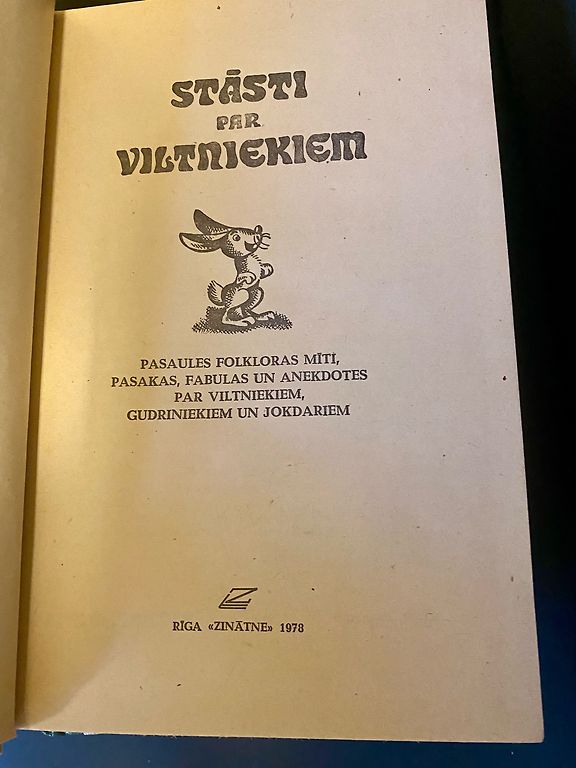 STĀSTI
PAR
VILTNIEKIEM
PASAULES FOLKLORAS MĪTI,
PASAKAS, FABULAS UN ANEKDOTES
PAR VILTNIEKIEM,
GUDRINIEKIEM UN JOKDARIEM
Z
RĪGA «ZINĀTNE» 1978